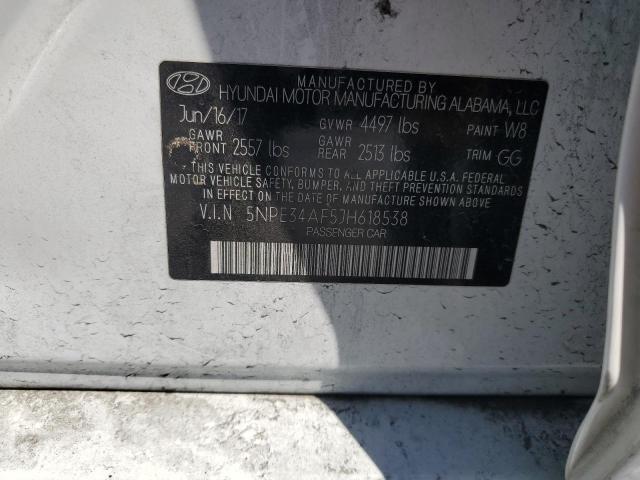 MANUFACTURED BY
HYUNDAI MOTOR MANUFACTURING ALABAMA, LLC
Jun/16/17 GVWR 4497 lbs PAINT W8
GAWR FRONT 2557 lbs GAWR REAR 2513 lbs TRIM GG
THIS VEHICLE CONFORMS TO ALL APPLICABLE U.S.A. FEDERAL
MOTOR VEHICLE SAFETY, BUMPER, AND THEFT PREVENTION STANDARDS
IN EFFECT ON THE DATE OF MANUFACTURE SHOWN ABOVE.
V.I.N 5NPE34AF5JH618538
PASSENGER CAR